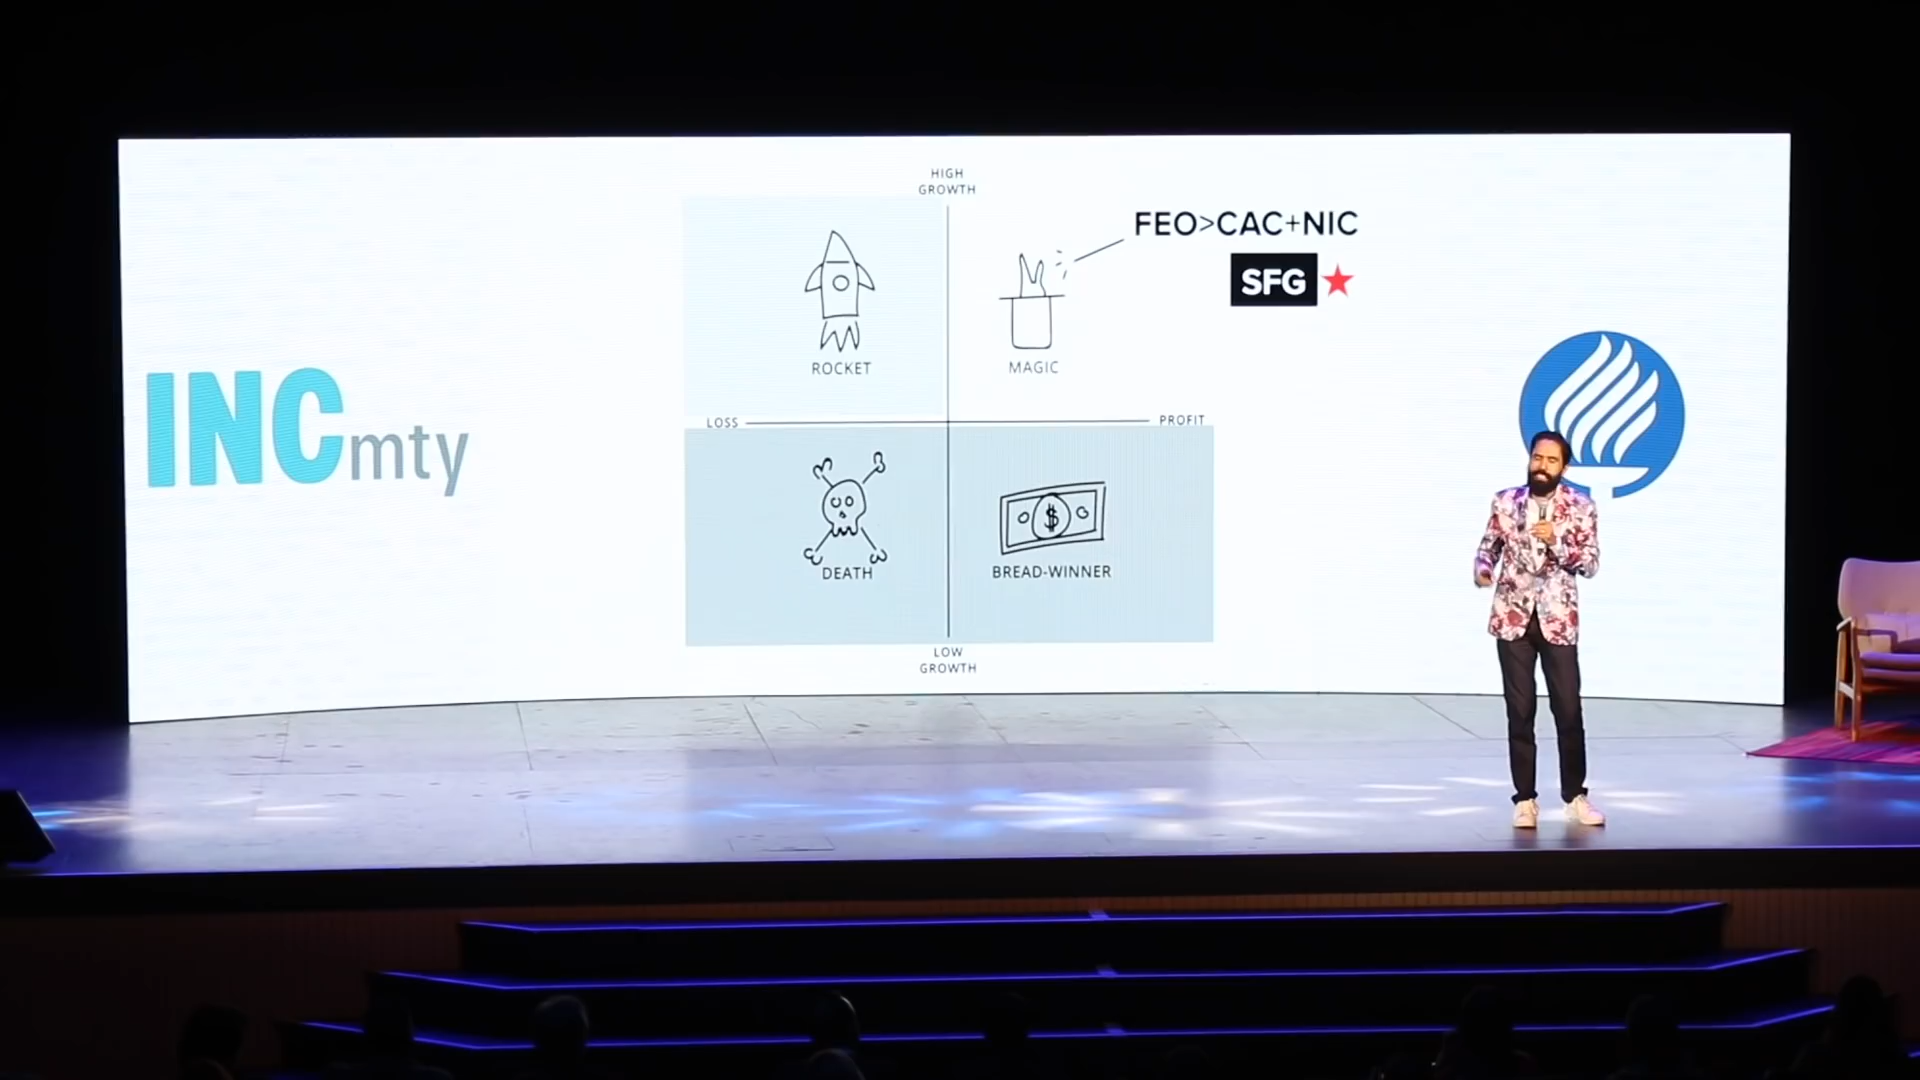 HIGH
GROWTH
FEO>CAC+NIC
SFG
ROCKET
MAGIC
INCmty
LOSS
PROFIT
$
DEATH
BREAD-WINNER
LOW
GROWTH